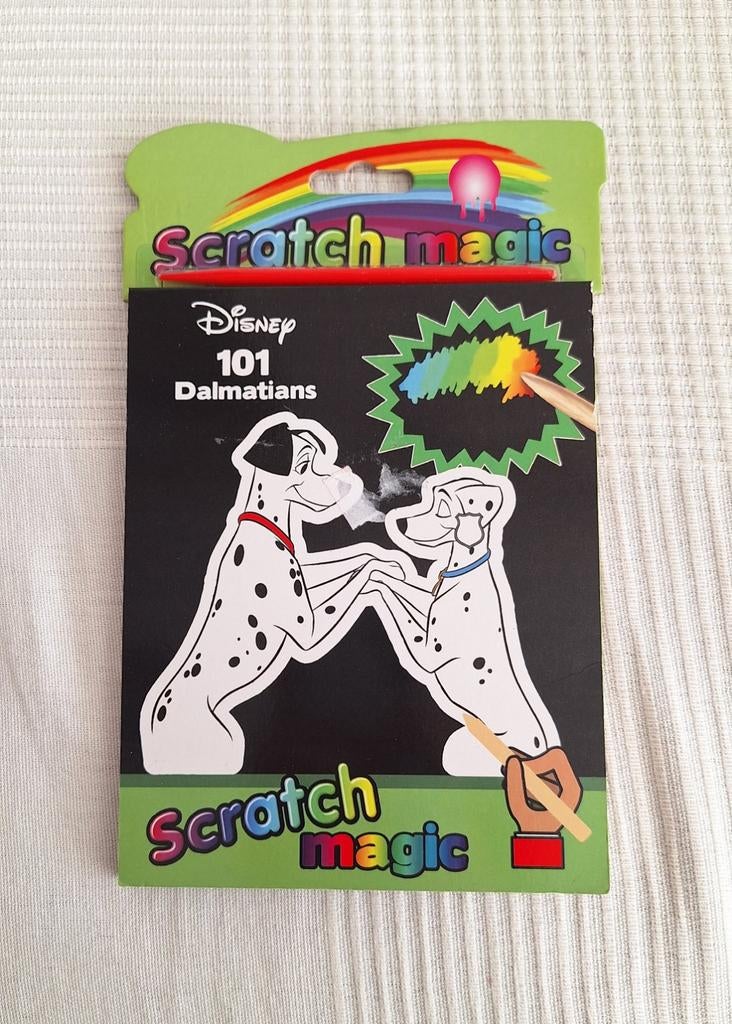 Scratch magic
Disney
101
Dalmatians
Scratch
magic